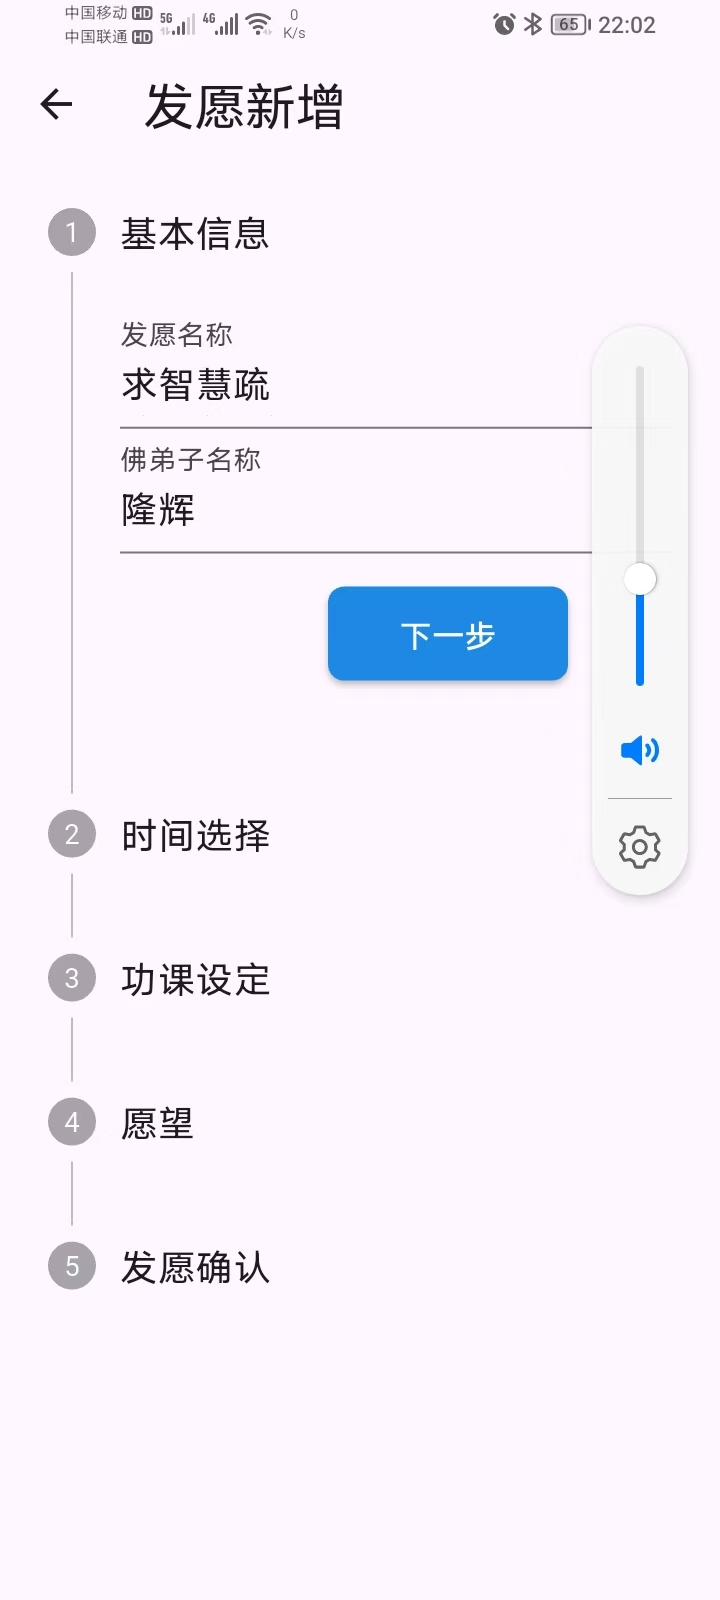 中国移动 HD 5G 4G 0 K/s 65 22:02
中国联通 HD
发愿新增
1 基本信息
发愿名称
求智慧疏
佛弟子名称
隆辉
下一步
2 时间选择
3 功课设定
4 愿望
5 发愿确认